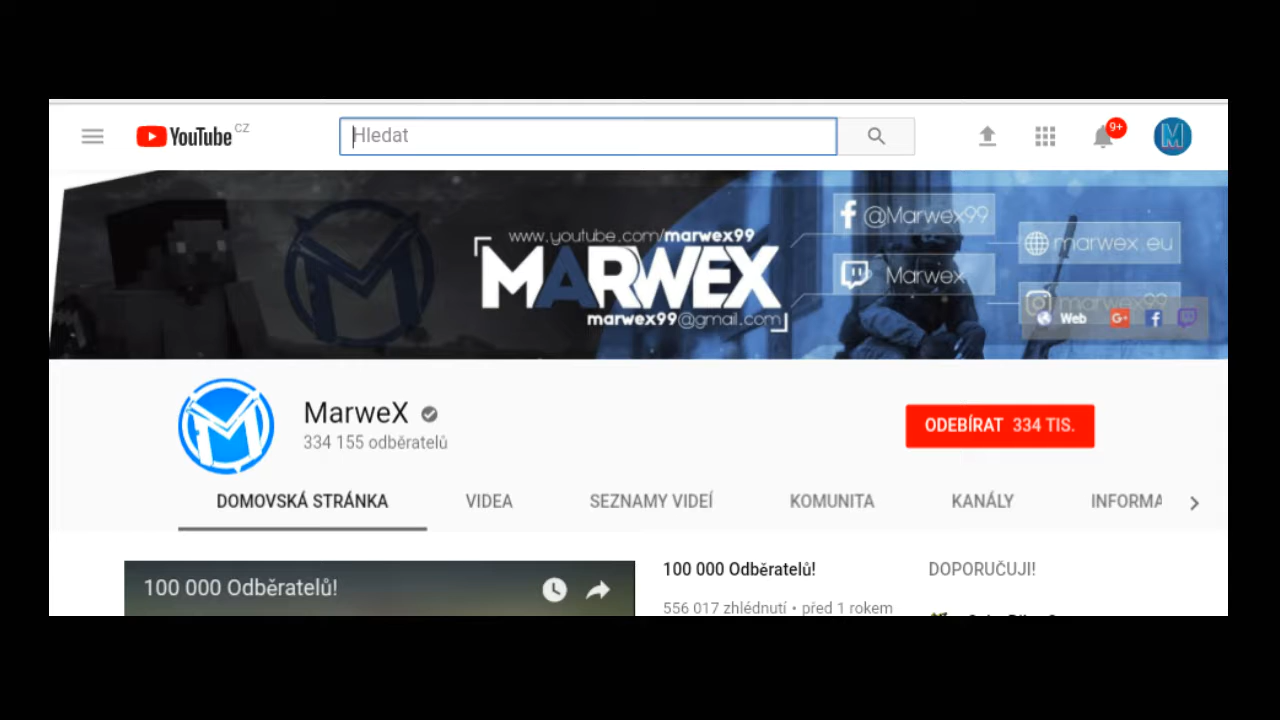 YouTube CZ
Hledat
9+
www.youtube.com/marwex99
MARWEX
marwex99@gmail.com
@Marwex99
Marwex
marwex.eu
marwex99
Web
G+
MarweX
334 155 odběratelů
ODEBÍRAT 334 TIS.
DOMOVSKÁ STRÁNKA VIDEA SEZNAMY VIDEÍ KOMUNITA KANÁLY INFORMA
100 000 Odběratelů!
100 000 Odběratelů!
556 017 zhlédnutí • před 1 rokem
DOPORUČUJI!